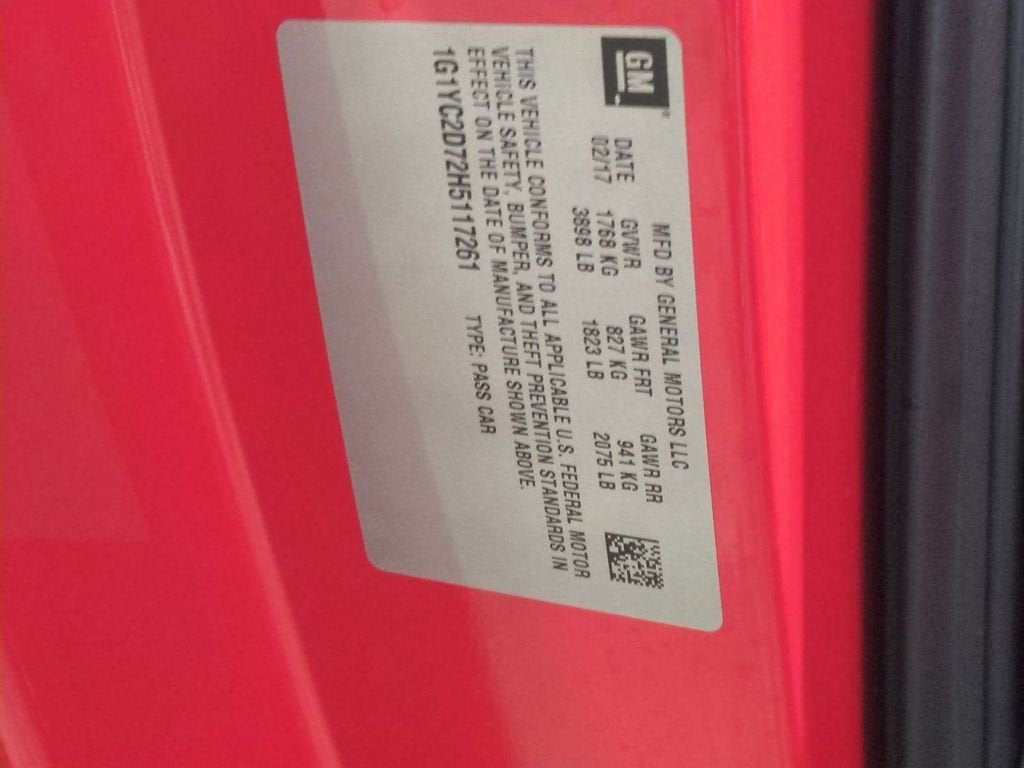 GM
MFD BY GENERAL MOTORS LLC
DATE GVWR GAWR FRT GAWR RR
02/17 1768 KG 827 KG 941 KG
3898 LB 1823 LB 2075 LB
THIS VEHICLE CONFORMS TO ALL APPLICABLE U.S. FEDERAL MOTOR
VEHICLE SAFETY, BUMPER, AND THEFT PREVENTION STANDARDS IN
EFFECT ON THE DATE OF MANUFACTURE SHOWN ABOVE.
1G1YC2D72H5117261 TYPE: PASS CAR